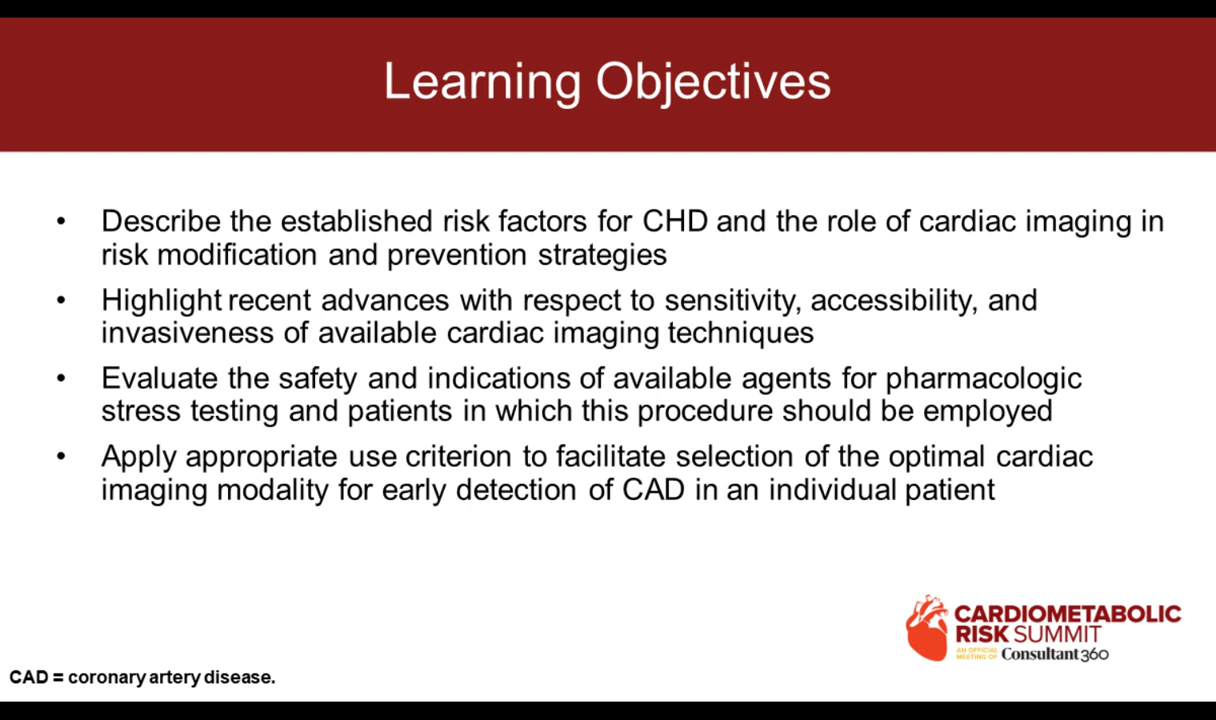 Learning Objectives
• Describe the established risk factors for CHD and the role of cardiac imaging in
risk modification and prevention strategies
• Highlight recent advances with respect to sensitivity, accessibility, and
invasiveness of available cardiac imaging techniques
• Evaluate the safety and indications of available agents for pharmacologic
stress testing and patients in which this procedure should be employed
• Apply appropriate use criterion to facilitate selection of the optimal cardiac
imaging modality for early detection of CAD in an individual patient
CARDIOMETABOLIC
RISK SUMMIT
AN OFFICIAL
MEETING OF Consultant360
CAD = coronary artery disease.